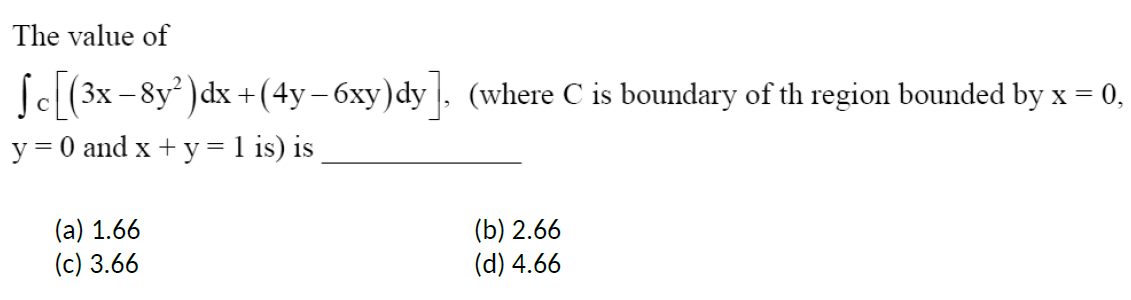 The value of
∫c[(3x – 8y²)dx + (4y – 6xy)dy], (where C is boundary of th region bounded by x = 0,
y = 0 and x + y = 1 is) is ____________
(a) 1.66 (b) 2.66
(c) 3.66 (d) 4.66